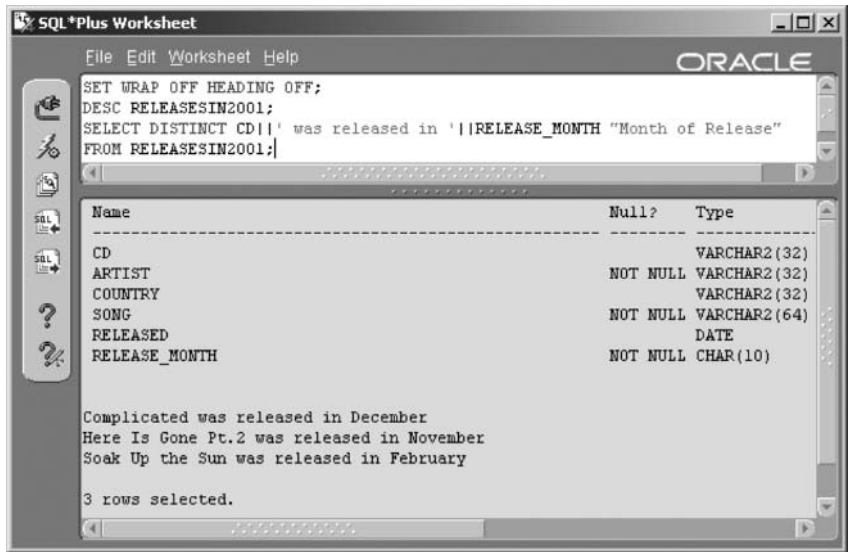 SQL*Plus Worksheet
File Edit Worksheet Help
ORACLE
SET WRAP OFF HEADING OFF;
DESC RELEASESIN2001;
SELECT DISTINCT CD||' was released in '||RELEASE_MONTH "Month of Release"
FROM RELEASESIN2001;
Name Null? Type
----------------------------------------------------- -------- -------------
CD VARCHAR2(32)
ARTIST NOT NULL VARCHAR2(32)
COUNTRY VARCHAR2(32)
SONG NOT NULL VARCHAR2(64)
RELEASED DATE
RELEASE_MONTH NOT NULL CHAR(10)
Complicated was released in December
Here Is Gone Pt.2 was released in November
Soak Up the Sun was released in February
3 rows selected.
SQL
SQL